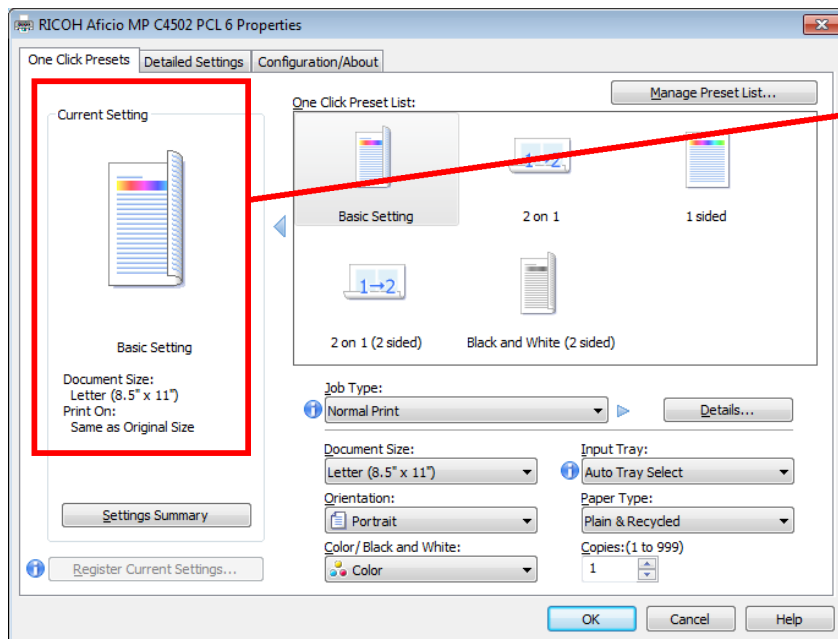 RICOH Aficio MP C4502 PCL 6 Properties
One Click Presets Detailed Settings Configuration/About
Manage Preset List...
Current Setting
One Click Preset List:
1→2
Basic Setting 2 on 1 1 sided
1→2
2 on 1 (2 sided) Black and White (2 sided)
Basic Setting
Document Size:
Letter (8.5" x 11")
Print On:
Same as Original Size
Job Type:
Normal Print Details...
Document Size: Input Tray:
Letter (8.5" x 11") Auto Tray Select
Orientation: Paper Type:
Portrait Plain & Recycled
Color/ Black and White: Copies:(1 to 999)
Color 1
Settings Summary
Register Current Settings...
OK Cancel Help